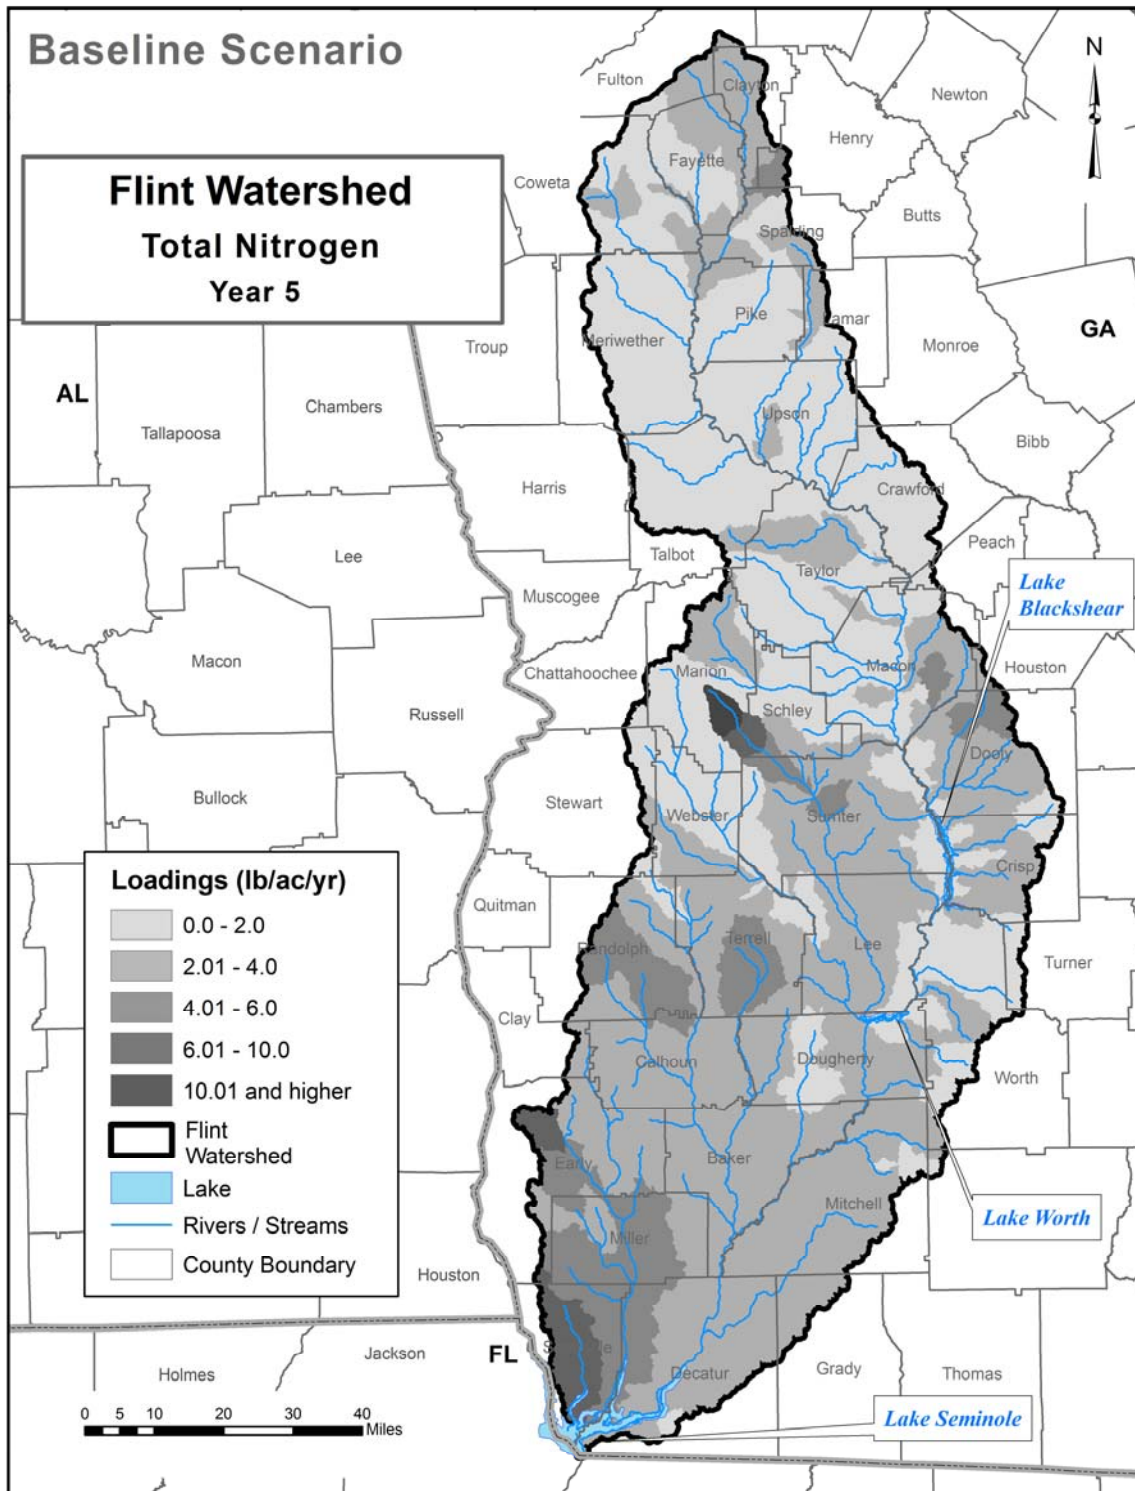 Baseline Scenario
N
Flint Watershed
Total Nitrogen
Year 5
Fulton
Clayton
Newton
Henry
Fayette
Coweta
Butts
Spalding
Pike
Lamar
GA
Meriwether
Troup
Monroe
AL
Chambers
Tallapoosa
Upson
Bibb
Harris
Crawford
Talbot
Peach
Lee
Taylor
Lake
Blackshear
Muscogee
Macon
Chattahoochee
Marion
Macon
Houston
Russell
Schley
Dooly
Bullock
Stewart
Webster
Sumter
Crisp
Loadings (lb/ac/yr)
0.0 - 2.0
2.01 - 4.0
4.01 - 6.0
6.01 - 10.0
10.01 and higher
Flint
Watershed
Lake
Rivers / Streams
County Boundary
Quitman
Randolph
Terrell
Lee
Turner
Clay
Calhoun
Dougherty
Worth
Early
Baker
Mitchell
Lake Worth
Miller
Houston
FL
Decatur
Grady
Thomas
Holmes
Jackson
Lake Seminole
0 5 10 20 30 40
Miles